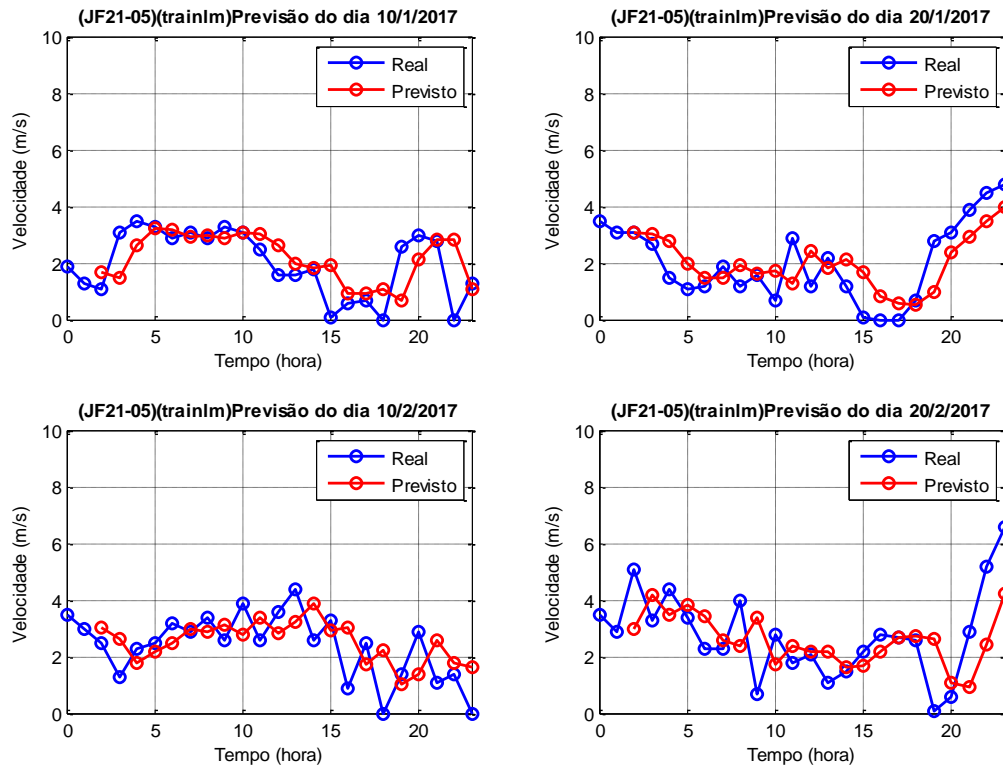 (JF21-05)(trainlm)Previsão do dia 10/1/2017
10
8
6
4
2
0
0 5 10 15 20
Velocidade (m/s)
Tempo (hora)
Real
Previsto
(JF21-05)(trainlm)Previsão do dia 20/1/2017
10
8
6
4
2
0
0 5 10 15 20
Velocidade (m/s)
Tempo (hora)
Real
Previsto
(JF21-05)(trainlm)Previsão do dia 10/2/2017
10
8
6
4
2
0
0 5 10 15 20
Velocidade (m/s)
Tempo (hora)
Real
Previsto
(JF21-05)(trainlm)Previsão do dia 20/2/2017
10
8
6
4
2
0
0 5 10 15 20
Velocidade (m/s)
Tempo (hora)
Real
Previsto